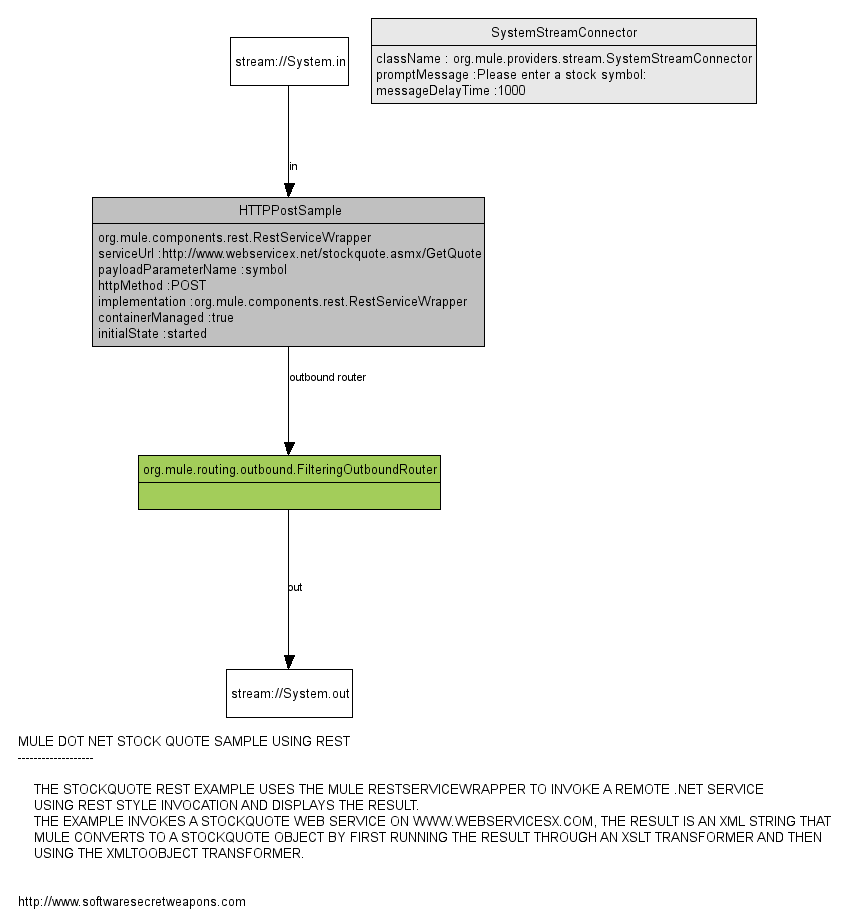 SystemStreamConnector
className : org.mule.providers.stream.SystemStreamConnector
promptMessage :Please enter a stock symbol:
messageDelayTime :1000
stream://System.in
in
HTTPPostSample
org.mule.components.rest.RestServiceWrapper
serviceUrl :http://www.webservicex.net/stockquote.asmx/GetQuote
payloadParameterName :symbol
httpMethod :POST
implementation :org.mule.components.rest.RestServiceWrapper
containerManaged :true
initialState :started
outbound router
org.mule.routing.outbound.FilteringOutboundRouter
out
stream://System.out
MULE DOT NET STOCK QUOTE SAMPLE USING REST
-------------------
THE STOCKQUOTE REST EXAMPLE USES THE MULE RESTSERVICEWRAPPER TO INVOKE A REMOTE .NET SERVICE
USING REST STYLE INVOCATION AND DISPLAYS THE RESULT.
THE EXAMPLE INVOKES A STOCKQUOTE WEB SERVICE ON WWW.WEBSERVICESX.COM, THE RESULT IS AN XML STRING THAT
MULE CONVERTS TO A STOCKQUOTE OBJECT BY FIRST RUNNING THE RESULT THROUGH AN XSLT TRANSFORMER AND THEN
USING THE XMLTOOBJECT TRANSFORMER.
http://www.softwaresecretweapons.com